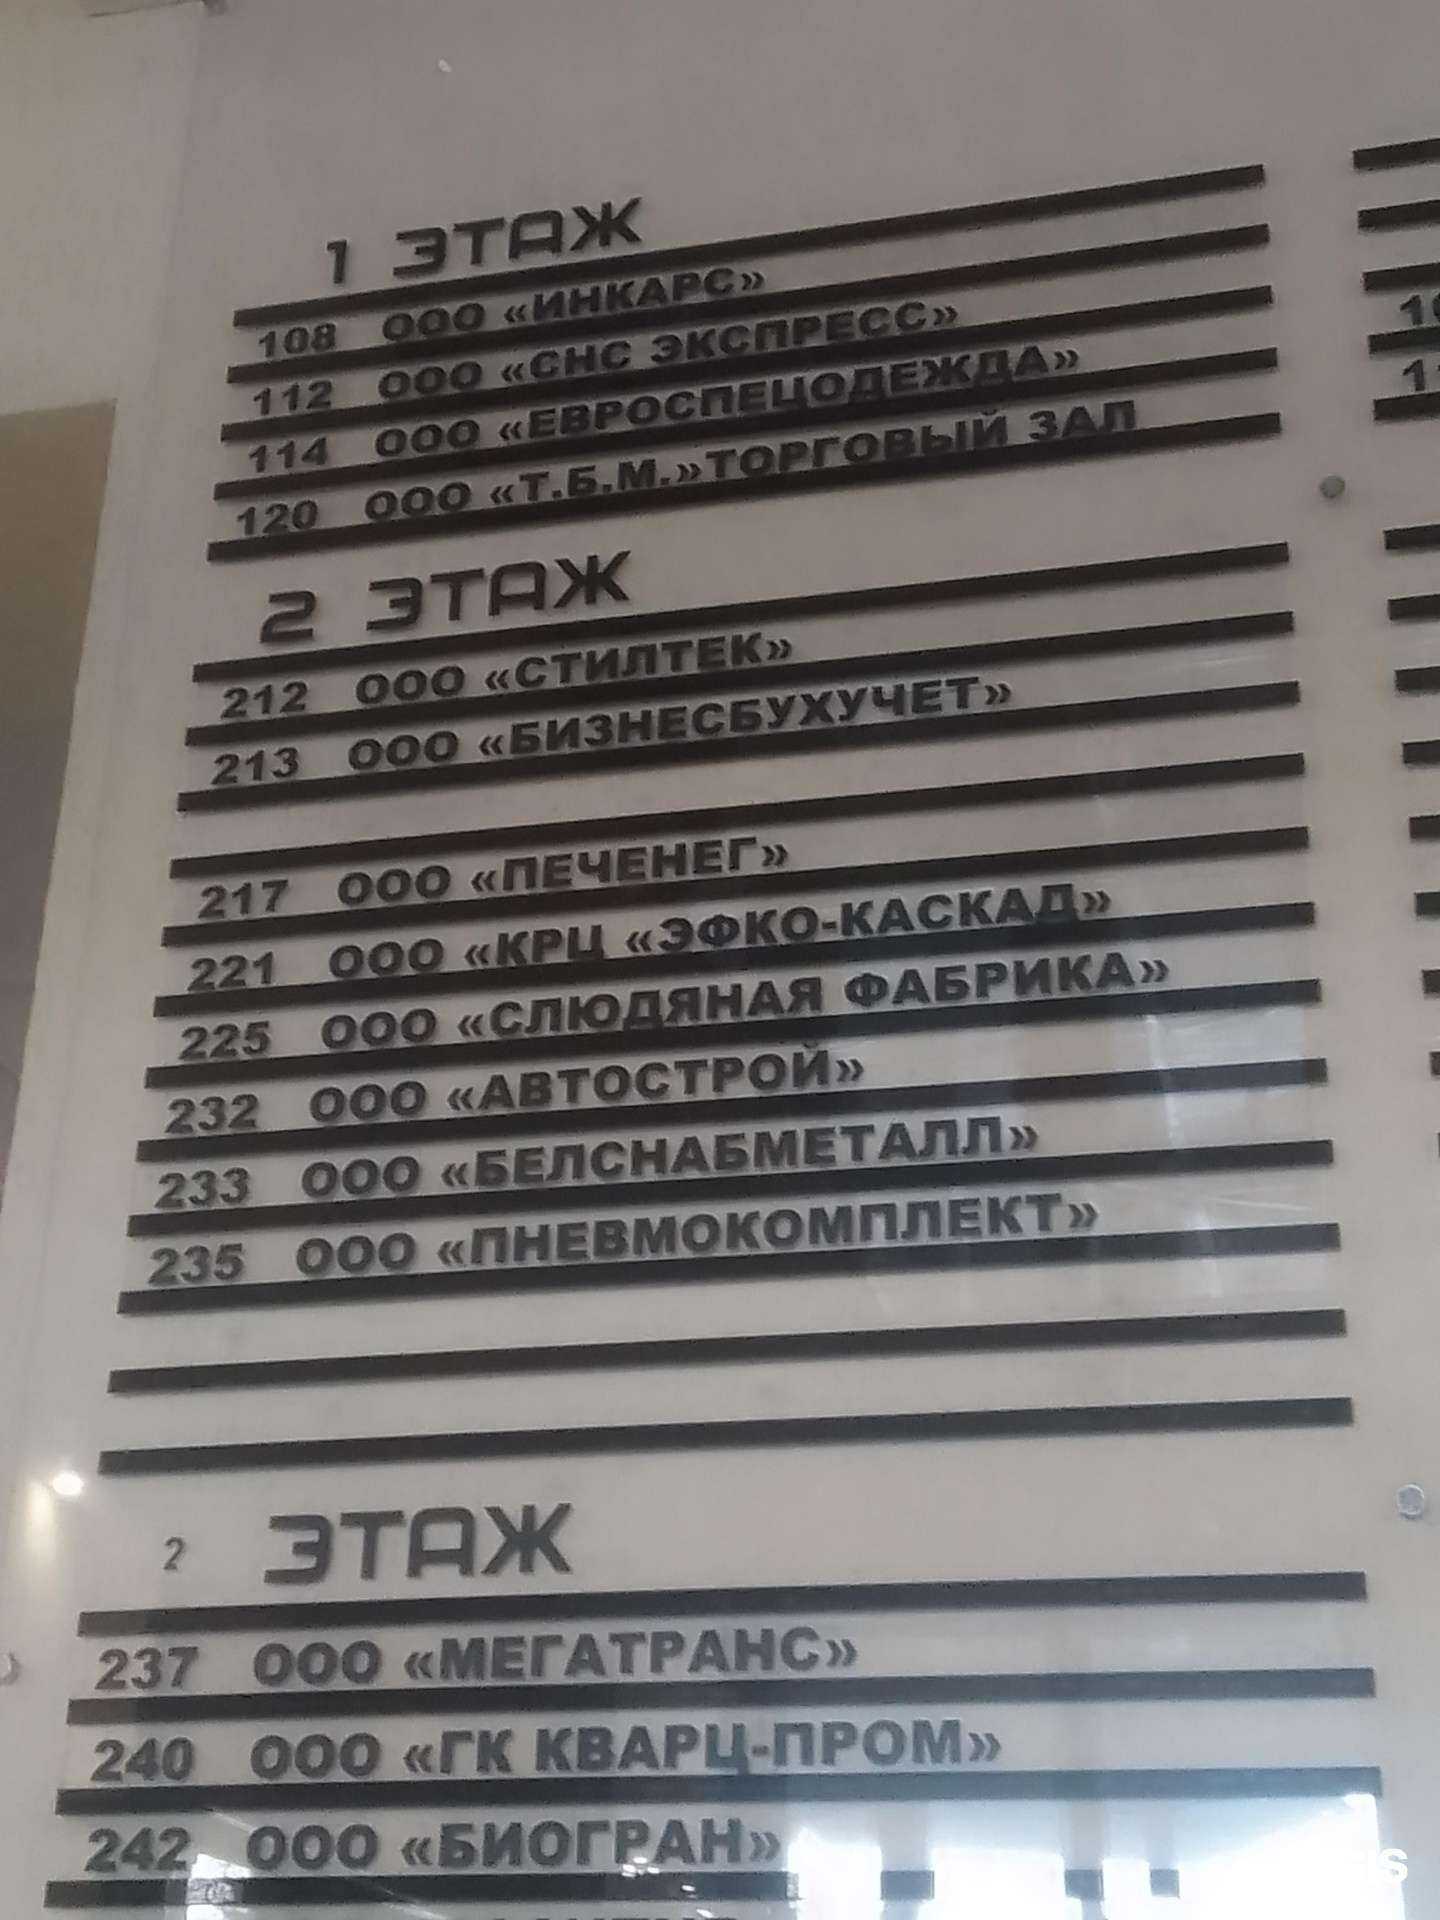 1 ЭТАЖ
108 ООО «ИНКАРС»
112 ООО «СНС ЭКСПРЕСС»
114 ООО «ЕВРОСПЕЦОДЕЖДА»
120 ООО «Т.Б.М.»ТОРГОВЫЙ ЗАЛ
2 ЭТАЖ
212 ООО «СТИЛТЕК»
213 ООО «БИЗНЕСБУХУЧЕТ»
217 ООО «ПЕЧЕНЕГ»
221 ООО «КРЦ «ЭФКО-КАСКАД»
225 ООО «СЛЮДЯНАЯ ФАБРИКА»
232 ООО «АВТОСТРОЙ»
233 ООО «БЕЛСНАБМЕТАЛЛ»
235 ООО «ПНЕВМОКОМПЛЕКТ»
2 ЭТАЖ
237 ООО «МЕГАТРАНС»
240 ООО «ГК КВАРЦ-ПРОМ»
242 ООО «БИОГРАН»